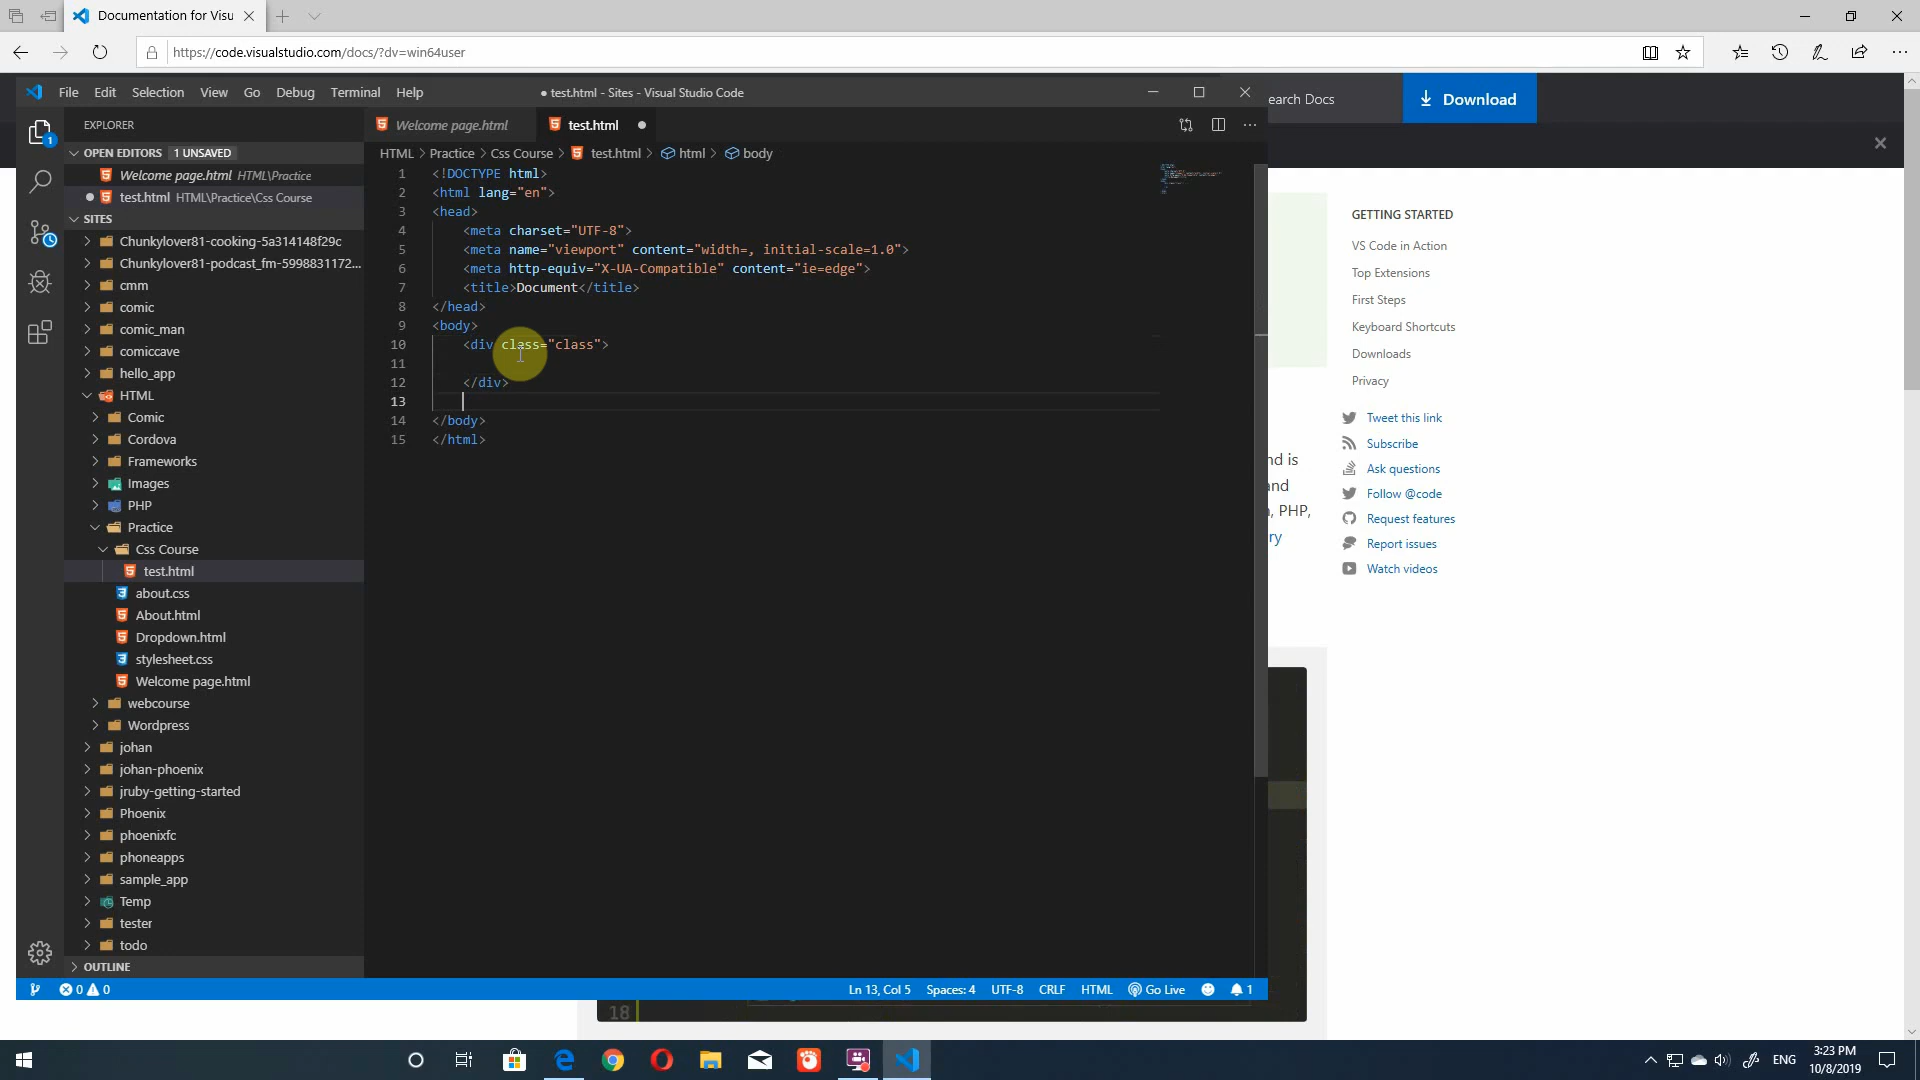 Documentation for Visu
https://code.visualstudio.com/docs/?dv=win64user
File Edit Selection View Go Debug Terminal Help
● test.html - Sites - Visual Studio Code
earch Docs
Download
1
EXPLORER
Welcome page.html
test.html
OPEN EDITORS 1 UNSAVED
HTML > Practice > Css Course > test.html > html > body
Welcome page.html HTML\Practice
test.html HTML\Practice\Css Course
SITES
Chunkylover81-cooking-5a314148f29c
Chunkylover81-podcast_fm-5998831172...
cmm
comic
comic_man
comiccave
hello_app
HTML
Comic
Cordova
Frameworks
Images
PHP
Practice
Css Course
test.html
about.css
About.html
Dropdown.html
stylesheet.css
Welcome page.html
webcourse
Wordpress
johan
johan-phoenix
jruby-getting-started
Phoenix
phoenixfc
phoneapps
sample_app
Temp
tester
todo
OUTLINE
1 <!DOCTYPE html>
2 <html lang="en">
3 <head>
4 <meta charset="UTF-8">
5 <meta name="viewport" content="width=, initial-scale=1.0">
6 <meta http-equiv="X-UA-Compatible" content="ie=edge">
7 <title>Document</title>
8 </head>
9 <body>
10 <div class="class">
11
12 </div>
13
14 </body>
15 </html>
GETTING STARTED
VS Code in Action
Top Extensions
First Steps
Keyboard Shortcuts
Downloads
Privacy
Tweet this link
Subscribe
Ask questions
Follow @code
Request features
Report issues
Watch videos
nd is
and
, PHP,
ry
0 0
Ln 13, Col 5 Spaces: 4 UTF-8 CRLF HTML Go Live 1
18
ENG
3:23 PM
10/8/2019